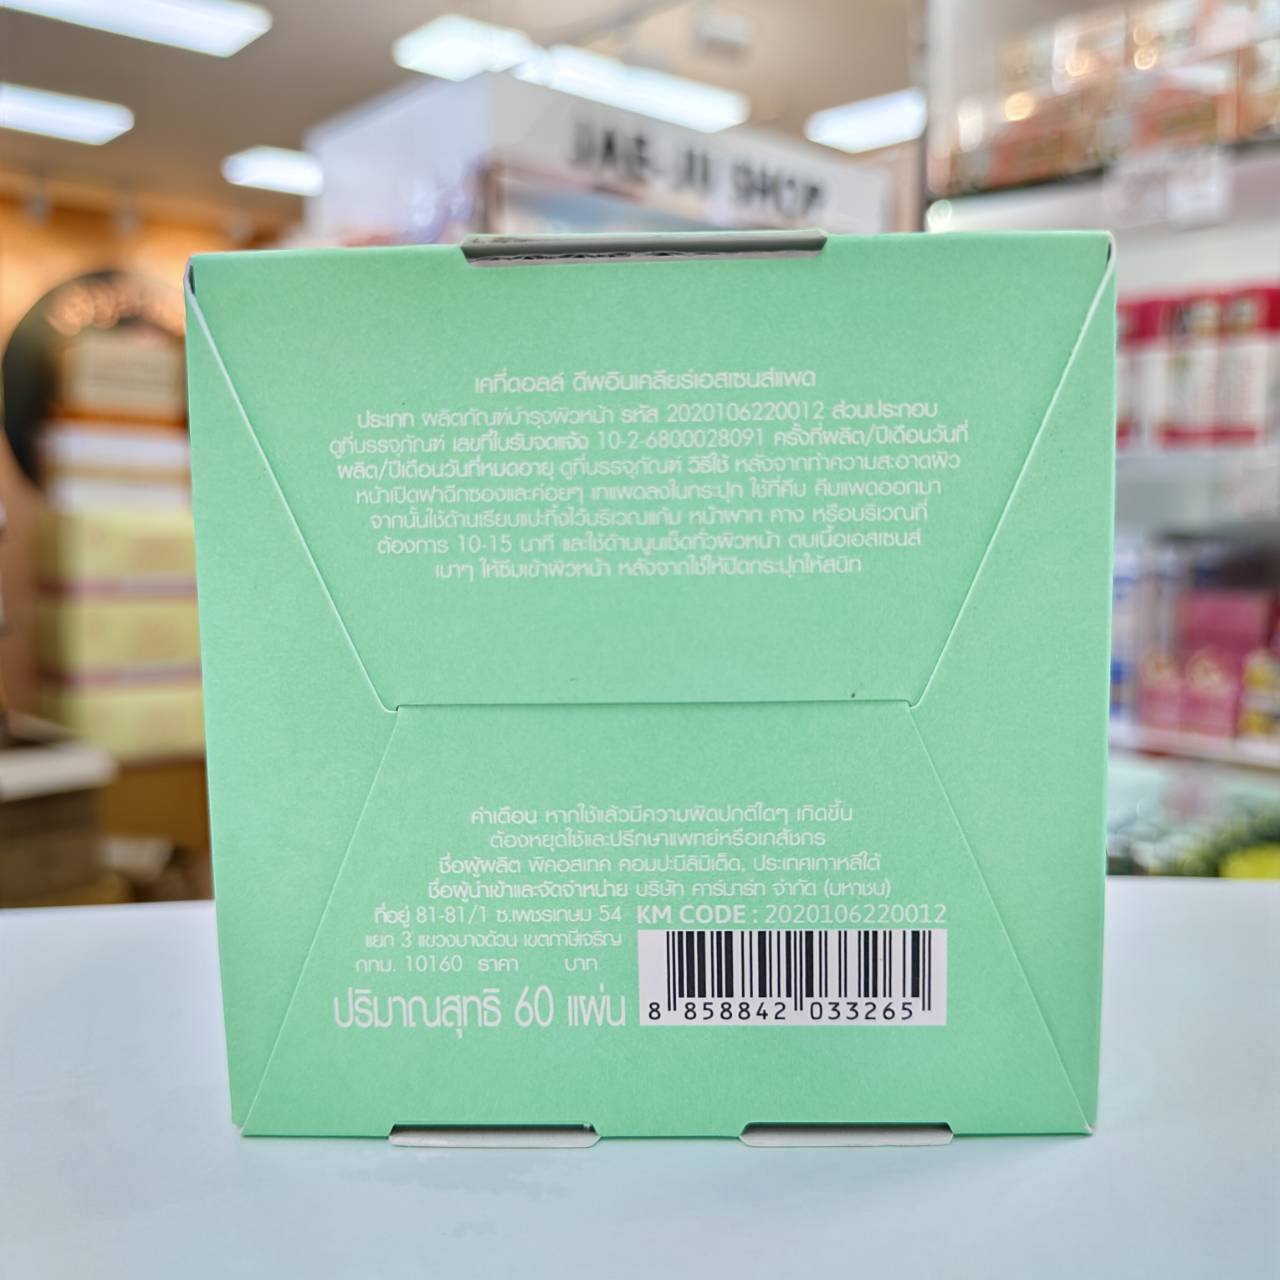 JAE-JII SHOP
เคที่ดอลล์ ดีพอินเคลียร์เอสเซนส์แพด
ประเภท ผลิตภัณฑ์บำรุงผิวหน้า รหัส 2020106220012 ส่วนประกอบ
ดูที่บรรจุภัณฑ์ เลขที่ใบรับจดแจ้ง 10-2-6800028091 ครั้งที่ผลิต/ปีเดือนวันที่
ผลิต/ปีเดือนวันที่หมดอายุ ดูที่บรรจุภัณฑ์ วิธีใช้ หลังจากทำความสะอาดผิว
หน้าเปิดฝาฉีกซองและค่อยๆ เทแพดลงในกระปุก ใช้ที่คีบ คีบแพดออกมา
จากนั้นใช้ด้านเรียบแปะทิ้งไว้บริเวณแก้ม หน้าผาก คาง หรือบริเวณที่
ต้องการ 10-15 นาที และใช้ด้านนูนเช็ดทั่วผิวหน้า ตบเนื้อเอสเซนส์
เบาๆ ให้ซึมเข้าผิวหน้า หลังจากใช้ให้ปิดกระปุกให้สนิท
คำเตือน หากใช้แล้วมีความผิดปกติใดๆ เกิดขึ้น
ต้องหยุดใช้และปรึกษาแพทย์หรือเภสัชกร
ชื่อผู้ผลิต พิคอสเทค คอมปะนีลิมิเต็ด, ประเทศเกาหลีใต้
ชื่อผู้นำเข้าและจัดจำหน่าย บริษัท คาร์มาร์ท จำกัด (มหาชน)
ที่อยู่ 81-81/1 ซ.เพชรเกษม 54 KM CODE : 2020106220012
แยก 3 แขวงบางด้วน เขตภาษีเจริญ
กทม. 10160 ราคา บาท
ปริมาณสุทธิ 60 แผ่น
8 858842 033265